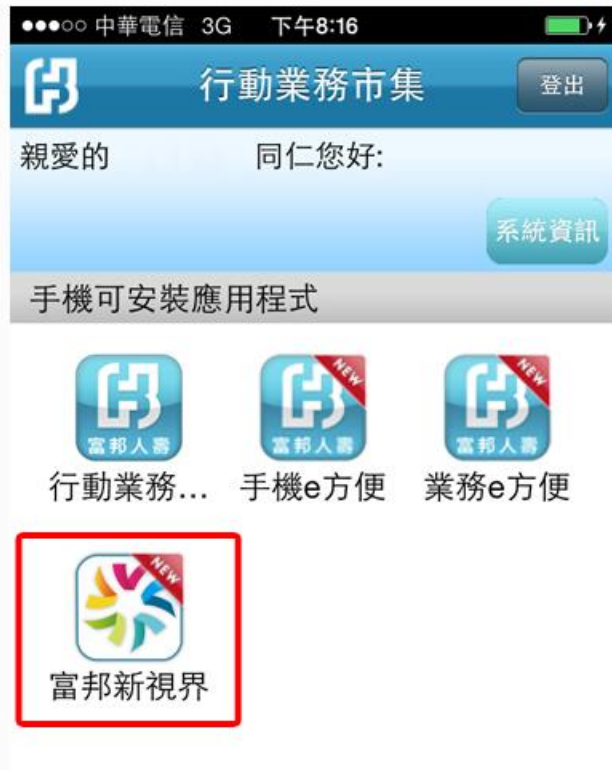 中華電信 3G 下午8:16
行動業務市集
登出
親愛的 同仁您好:
系統資訊
手機可安裝應用程式
富邦人壽 NEW 富邦人壽 NEW 富邦人壽
行動業務... 手機e方便 業務e方便
NEW
富邦新視界